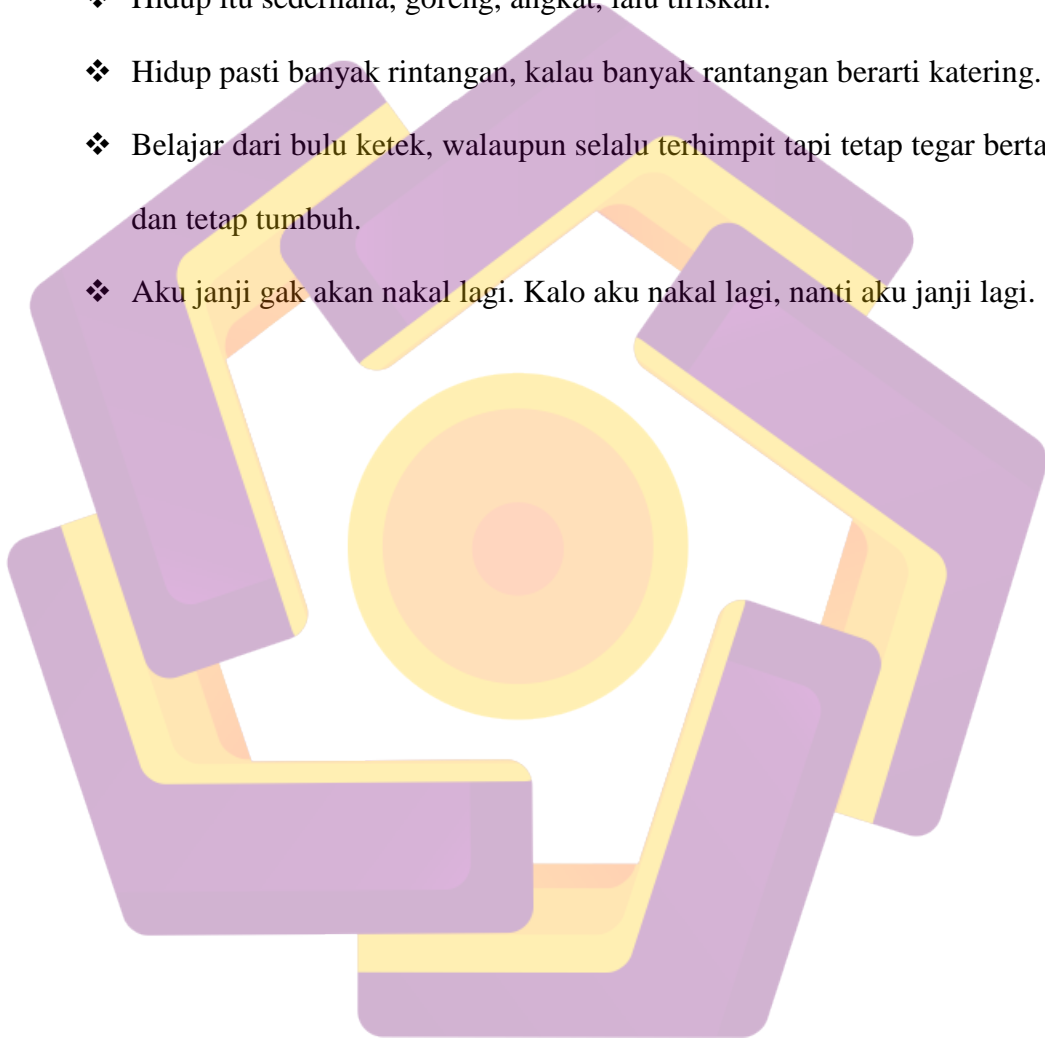 ❖ Hidup itu sederhana, goreng, angkat, lalu tiriskan.
❖ Hidup pasti banyak rintangan, kalau banyak rantangan berarti katering.
❖ Belajar dari bulu ketek, walaupun selalu terhimpit tapi tetap tegar berta
dan tetap tumbuh.
❖ Aku janji gak akan nakal lagi. Kalo aku nakal lagi, nanti aku janji lagi.